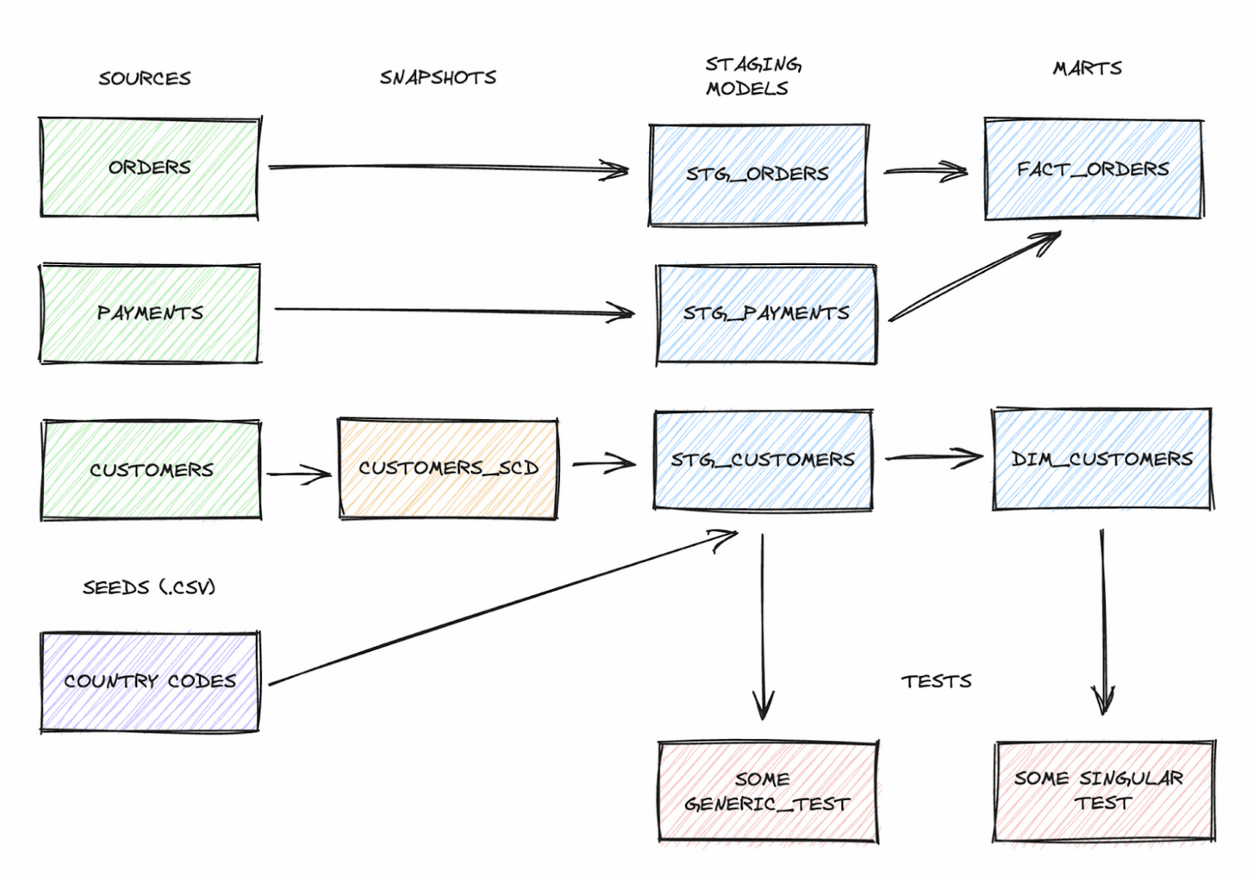 SOURCES
SNAPSHOTS
STAGING
MODELS
MARTS
ORDERS
STG_ORDERS
FACT_ORDERS
PAYMENTS
STG_PAYMENTS
CUSTOMERS
CUSTOMERS_SCD
STG_CUSTOMERS
DIM_CUSTOMERS
SEEDS (.CSV)
COUNTRY CODES
TESTS
SOME
GENERIC_TEST
SOME SINGULAR
TEST